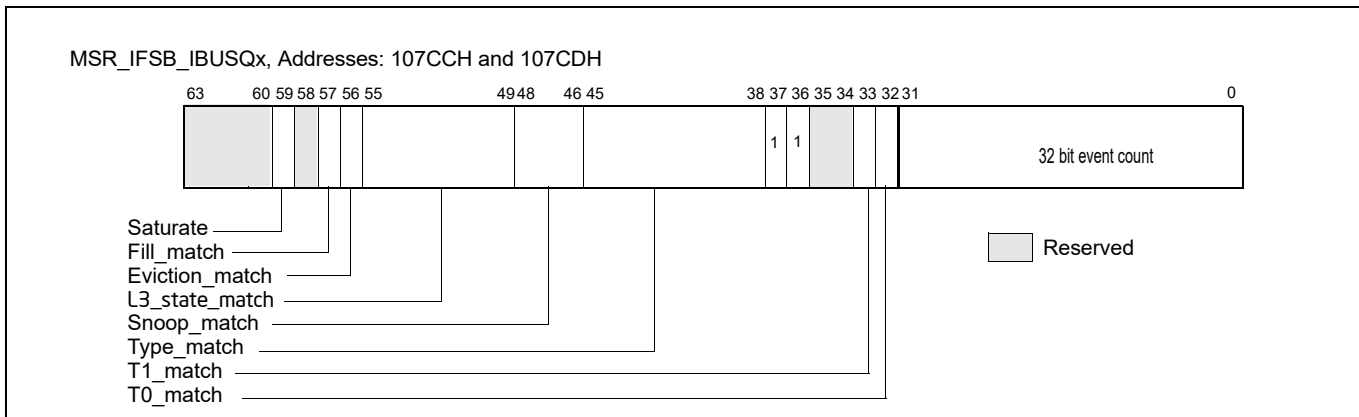 MSR_IFSB_IBUSQx, Addresses: 107CCH and 107CDH
63 60 59 58 57 56 55 49 48 46 45 38 37 36 35 34 33 32 31 0
1 1
32 bit event count
Saturate
Fill_match
Eviction_match
L3_state_match
Snoop_match
Type_match
T1_match
T0_match
Reserved